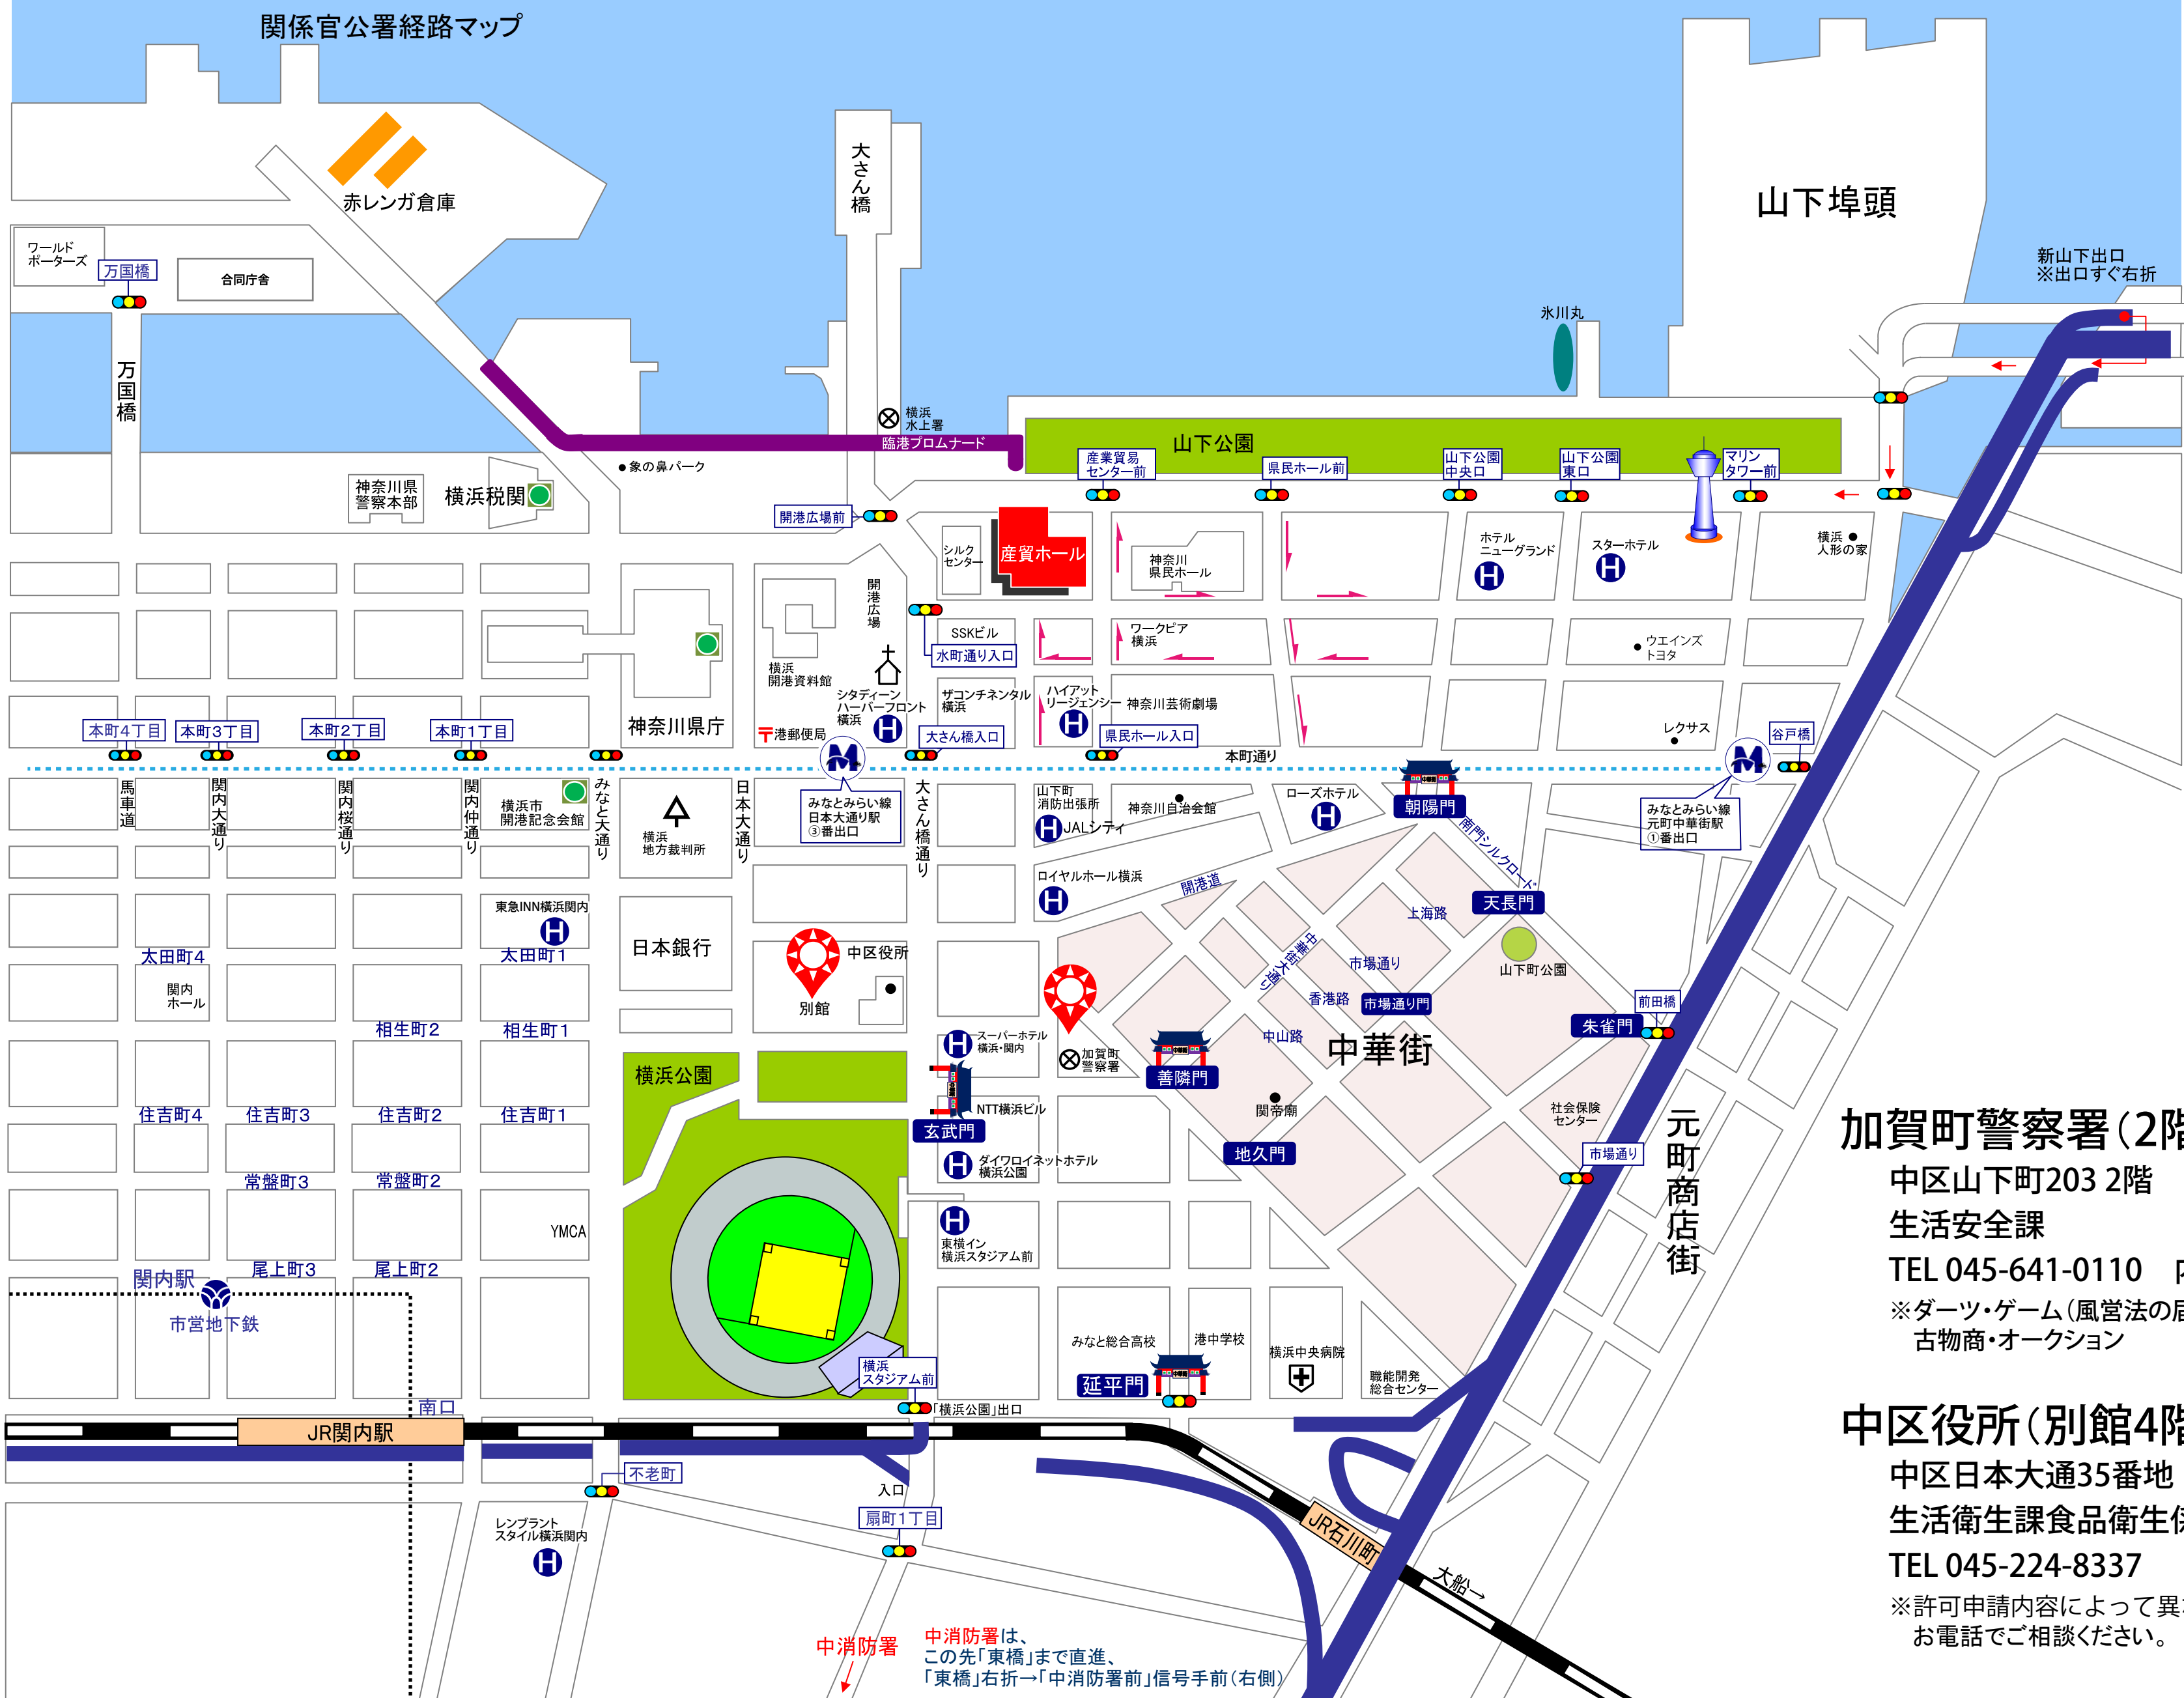 関係官公署経路マップ
赤レンガ倉庫
大さん橋
山下埠頭
ワールド
ポーターズ
万国橋
合同庁舎
新山下出口
※出口すぐ右折
氷川丸
万国橋
横浜
水上署
臨港プロムナード
山下公園
象の鼻パーク
神奈川県
警察本部
横浜税関
開港広場前
産業貿易
センター前
県民ホール前
山下公園
中央口
山下公園
東口
マリン
タワー前
シルク
センター
産貿ホール
神奈川
県民ホール
ホテル
ニューグランド
スターホテル
横浜
人形の家
開港広場
SSKビル
水町通り入口
ワークピア
横浜
ウエインズ
トヨタ
横浜
開港資料館
シタディーン
ハーバーフロント
横浜
ザコンチネンタル
横浜
ハイアット
リージェンシー
神奈川芸術劇場
本町4丁目
本町3丁目
本町2丁目
本町1丁目
神奈川県庁
〒港郵便局
大さん橋入口
県民ホール入口
本町通り
レクサス
谷戸橋
馬車道
関内大通り
関内桜通り
関内仲通り
横浜市
開港記念会館
みなと大通り
横浜
地方裁判所
日本大通り
みなとみらい線
日本大通り駅
③番出口
大さん橋通り
山下町
消防出張所
JALシティ
神奈川自治会館
ローズホテル
朝陽門
南門シルクロード
みなとみらい線
元町中華街駅
①番出口
ロイヤルホール横浜
開港道
天長門
上海路
東急INN横浜関内
太田町4
太田町1
日本銀行
中区役所
別館
中華街大通り
市場通り
山下町公園
関内
ホール
香港路
市場通り門
前田橋
朱雀門
相生町2
相生町1
スーパーホテル
横浜・関内
加賀町
警察署
中山路
中華街
善隣門
横浜公園
関帝廟
社会保険
センター
住吉町4
住吉町3
住吉町2
住吉町1
NTT横浜ビル
玄武門
地久門
市場通り
元町商店街
常盤町3
常盤町2
ダイワロイネットホテル
横浜公園
YMCA
東横イン
横浜スタジアム前
関内駅
市営地下鉄
尾上町3
尾上町2
みなと総合高校
港中学校
横浜中央病院
職能開発
総合センター
横浜
スタジアム前
延平門
南口
「横浜公園」出口
JR関内駅
不老町
入口
扇町1丁目
レンブラント
スタイル横浜関内
JR石川町
大船→
中消防署
中消防署は、
この先「東橋」まで直進、
「東橋」右折→「中消防署前」信号手前(右側)
加賀町警察署(2階
中区山下町203 2階
生活安全課
TEL 045-641-0110
※ダーツ・ゲーム(風営法の届
古物商・オークション
中区役所(別館4階
中区日本大通35番地
生活衛生課食品衛生係
TEL 045-224-8337
※許可申請内容によって異な
お電話でご相談ください。